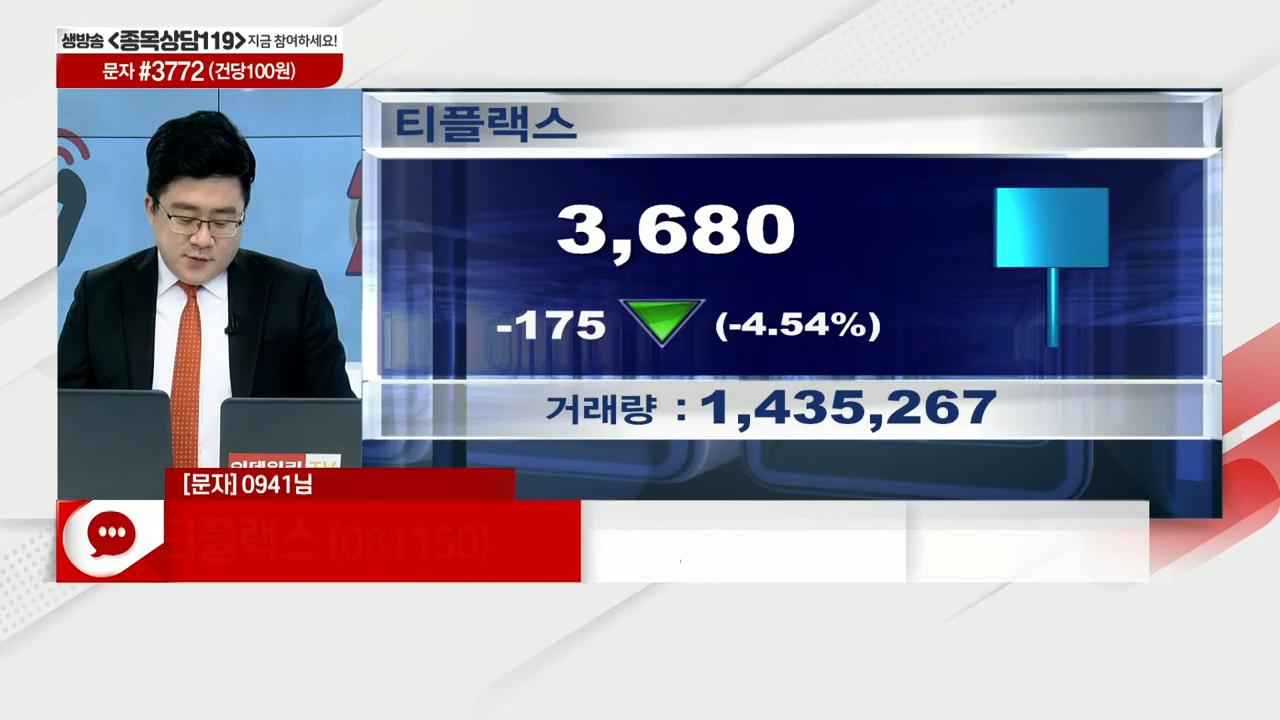 생방송 <종목상담119> 지금 참여하세요!
문자 #3772 (건당100원)
티플랙스
3,680
-175 (-4.54%)
거래량 : 1,435,267
TV
[문자] 0941님
티플랙스 (081150)